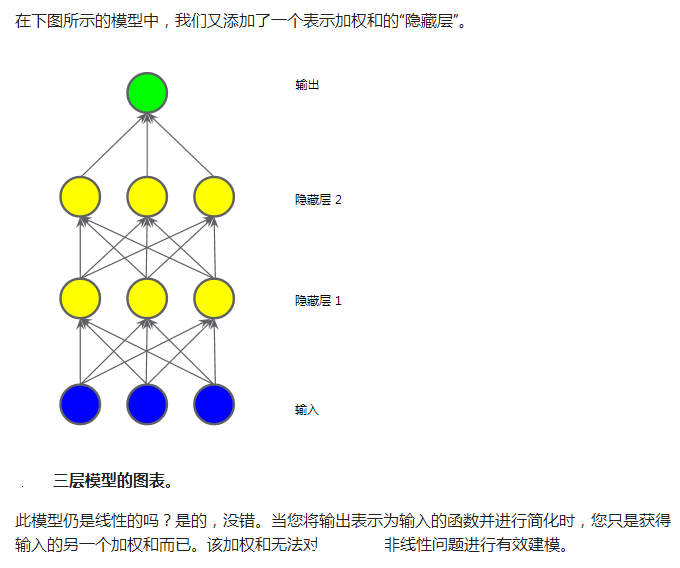 在下图所示的模型中，我们又添加了一个表示加权和的“隐藏层”。
输出
隐藏层 2
隐藏层 1
输入
. 三层模型的图表。
此模型仍是线性的吗？是的，没错。当您将输出表示为输入的函数并进行简化时，您只是获得
输入的另一个加权和而已。该加权和无法对 非线性问题进行有效建模。